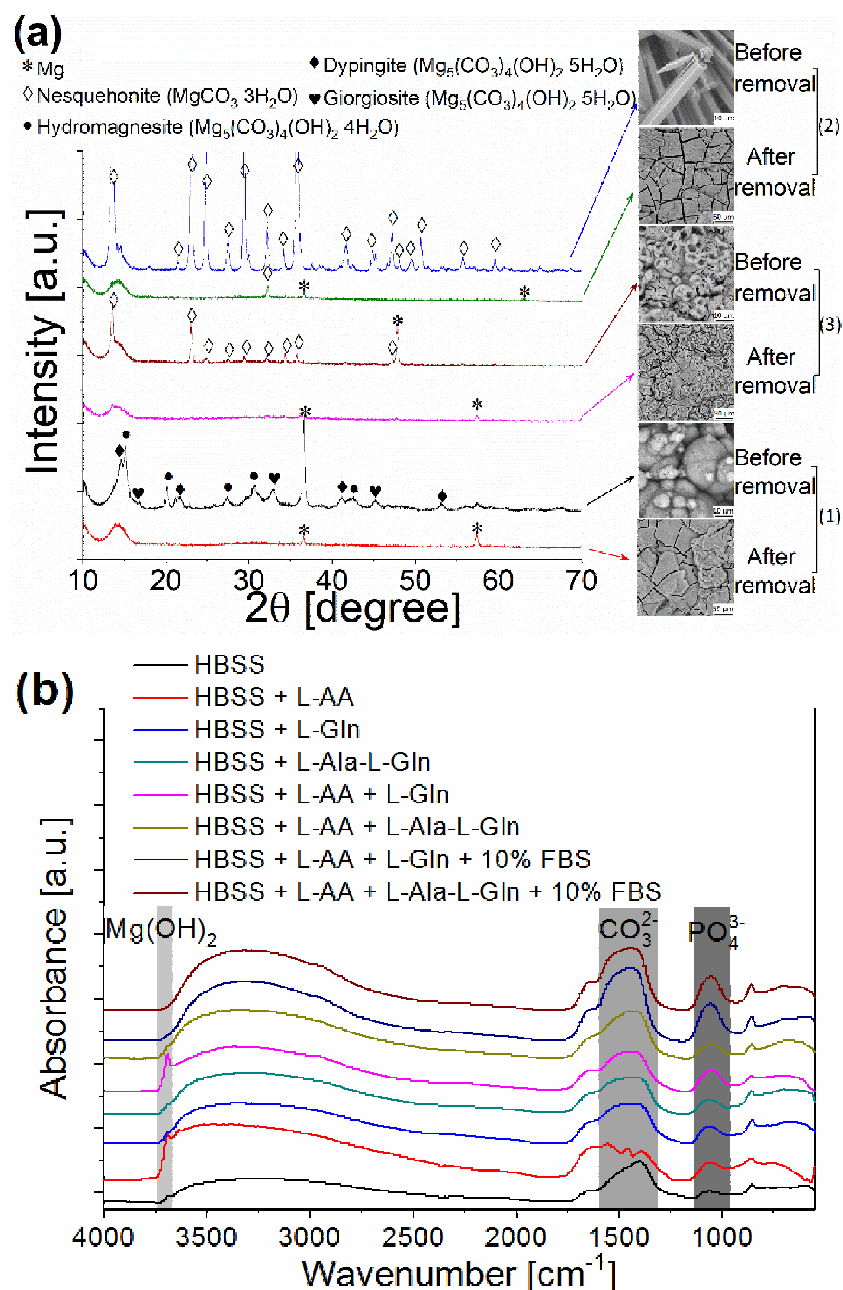 (a)
* Mg
◊ Nesquehonite (MgCO3 3H2O)
● Hydromagnesite (Mg5(CO3)4(OH)2 4H2O)
♦ Dypingite (Mg5(CO3)4(OH)2 5H2O)
♥ Giorgiosite (Mg5(CO3)4(OH)2 5H2O)
Intensity [a.u.]
10 20 30 40 50 60 70
2θ [degree]
Before
removal
10 μm
After
removal
50 μm
(2)
Before
removal
After
removal
(3)
Before
removal
After
removal
(1)
(b)
HBSS
HBSS + L-AA
HBSS + L-Gln
HBSS + L-Ala-L-Gln
HBSS + L-AA + L-Gln
HBSS + L-AA + L-Ala-L-Gln
HBSS + L-AA + L-Gln + 10% FBS
HBSS + L-AA + L-Ala-L-Gln + 10% FBS
Mg(OH)2
CO3 2-
PO4 3-
Absorbance [a.u.]
4000 3500 3000 2500 2000 1500 1000
Wavenumber [cm-1]